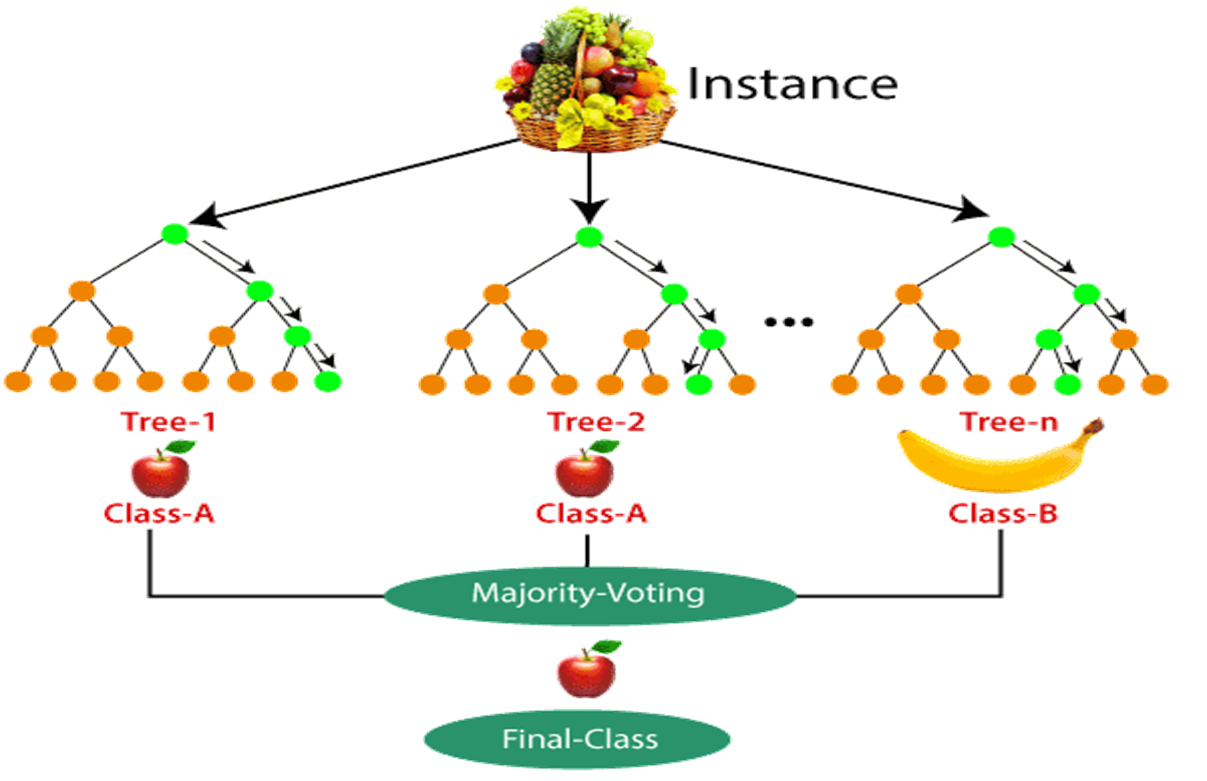 Instance
...
Tree-1
Tree-2
Tree-n
Class-A
Class-A
Class-B
Majority-Voting
Final-Class